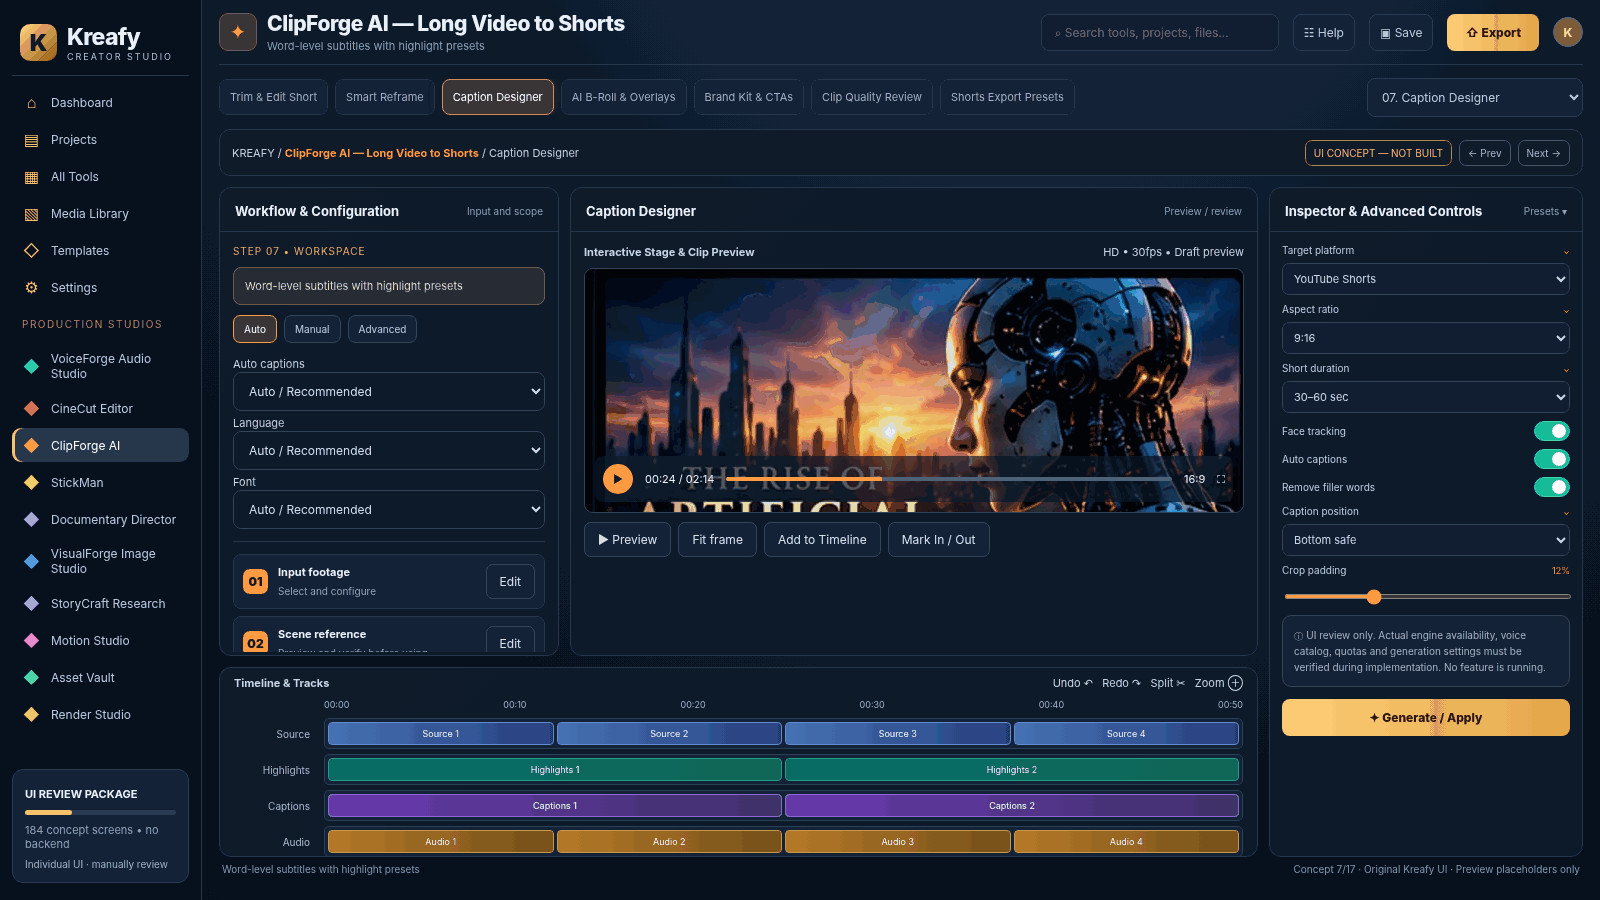 K
Kreafy
CREATOR STUDIO
Dashboard
Projects
All Tools
Media Library
Templates
Settings
PRODUCTION STUDIOS
VoiceForge Audio
Studio
CineCut Editor
ClipForge AI
StickMan
Documentary Director
VisualForge Image
Studio
StoryCraft Research
Motion Studio
Asset Vault
Render Studio
UI REVIEW PACKAGE
184 concept screens • no
backend
Individual UI · manually review
ClipForge AI — Long Video to Shorts
Word-level subtitles with highlight presets
Search tools, projects, files...
Help
Save
Export
K
Trim & Edit Short
Smart Reframe
Caption Designer
AI B-Roll & Overlays
Brand Kit & CTAs
Clip Quality Review
Shorts Export Presets
07. Caption Designer
KREAFY / ClipForge AI — Long Video to Shorts / Caption Designer
UI CONCEPT — NOT BUILT
← Prev
Next →
Workflow & Configuration
Input and scope
STEP 07 • WORKSPACE
Word-level subtitles with highlight presets
Auto
Manual
Advanced
Auto captions
Auto / Recommended
Language
Auto / Recommended
Font
Auto / Recommended
01
Input footage
Select and configure
Edit
02
Scene reference
Preview and verify before using
Edit
Caption Designer
Preview / review
Interactive Stage & Clip Preview
HD • 30fps • Draft preview
THE RISE OF
ARTIFICIAL
00:24 / 02:14
16:9
▶ Preview
Fit frame
Add to Timeline
Mark In / Out
Inspector & Advanced Controls
Presets ▾
Target platform
YouTube Shorts
Aspect ratio
9:16
Short duration
30–60 sec
Face tracking
Auto captions
Remove filler words
Caption position
Bottom safe
Crop padding
12%
ⓘ UI review only. Actual engine availability, voice
catalog, quotas and generation settings must be
verified during implementation. No feature is running.
✦ Generate / Apply
Timeline & Tracks
Undo ↶
Redo ↷
Split ✂
Zoom ⊕
00:00
00:10
00:20
00:30
00:40
00:50
Source
Source 1
Source 2
Source 3
Source 4
Highlights
Highlights 1
Highlights 2
Captions
Captions 1
Captions 2
Audio
Audio 1
Audio 2
Audio 3
Audio 4
Word-level subtitles with highlight presets
Concept 7/17 · Original Kreafy UI · Preview placeholders only